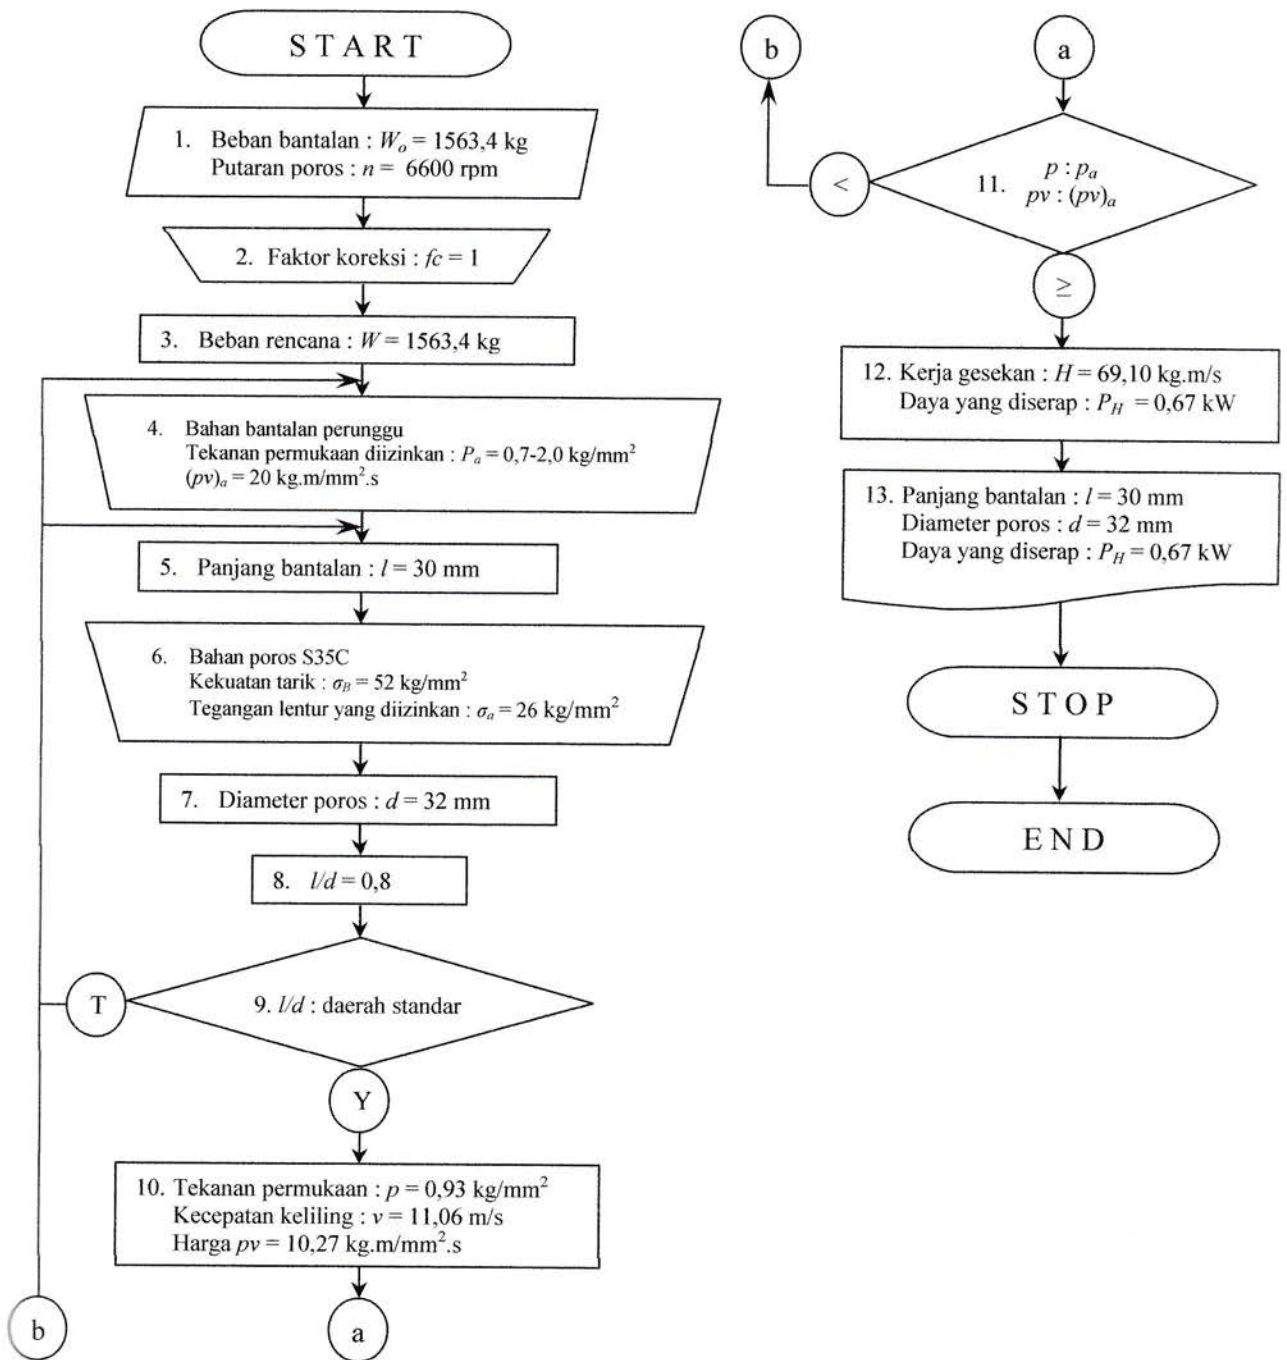 START
1. Beban bantalan : Wₒ = 1563,4 kg
Putaran poros : n = 6600 rpm
2. Faktor koreksi : fc = 1
3. Beban rencana : W = 1563,4 kg
4. Bahan bantalan perunggu
Tekanan permukaan diizinkan : Pₐ = 0,7-2,0 kg/mm²
(pv)ₐ = 20 kg.m/mm².s
5. Panjang bantalan : l = 30 mm
6. Bahan poros S35C
Kekuatan tarik : σ_B = 52 kg/mm²
Tegangan lentur yang diizinkan : σₐ = 26 kg/mm²
7. Diameter poros : d = 32 mm
8. l/d = 0,8
T
9. l/d : daerah standar
Y
10. Tekanan permukaan : p = 0,93 kg/mm²
Kecepatan keliling : v = 11,06 m/s
Harga pv = 10,27 kg.m/mm².s
b
a
b
a
<
11. p : pₐ
pv : (pv)ₐ
≥
12. Kerja gesekan : H = 69,10 kg.m/s
Daya yang diserap : P_H = 0,67 kW
13. Panjang bantalan : l = 30 mm
Diameter poros : d = 32 mm
Daya yang diserap : P_H = 0,67 kW
STOP
END